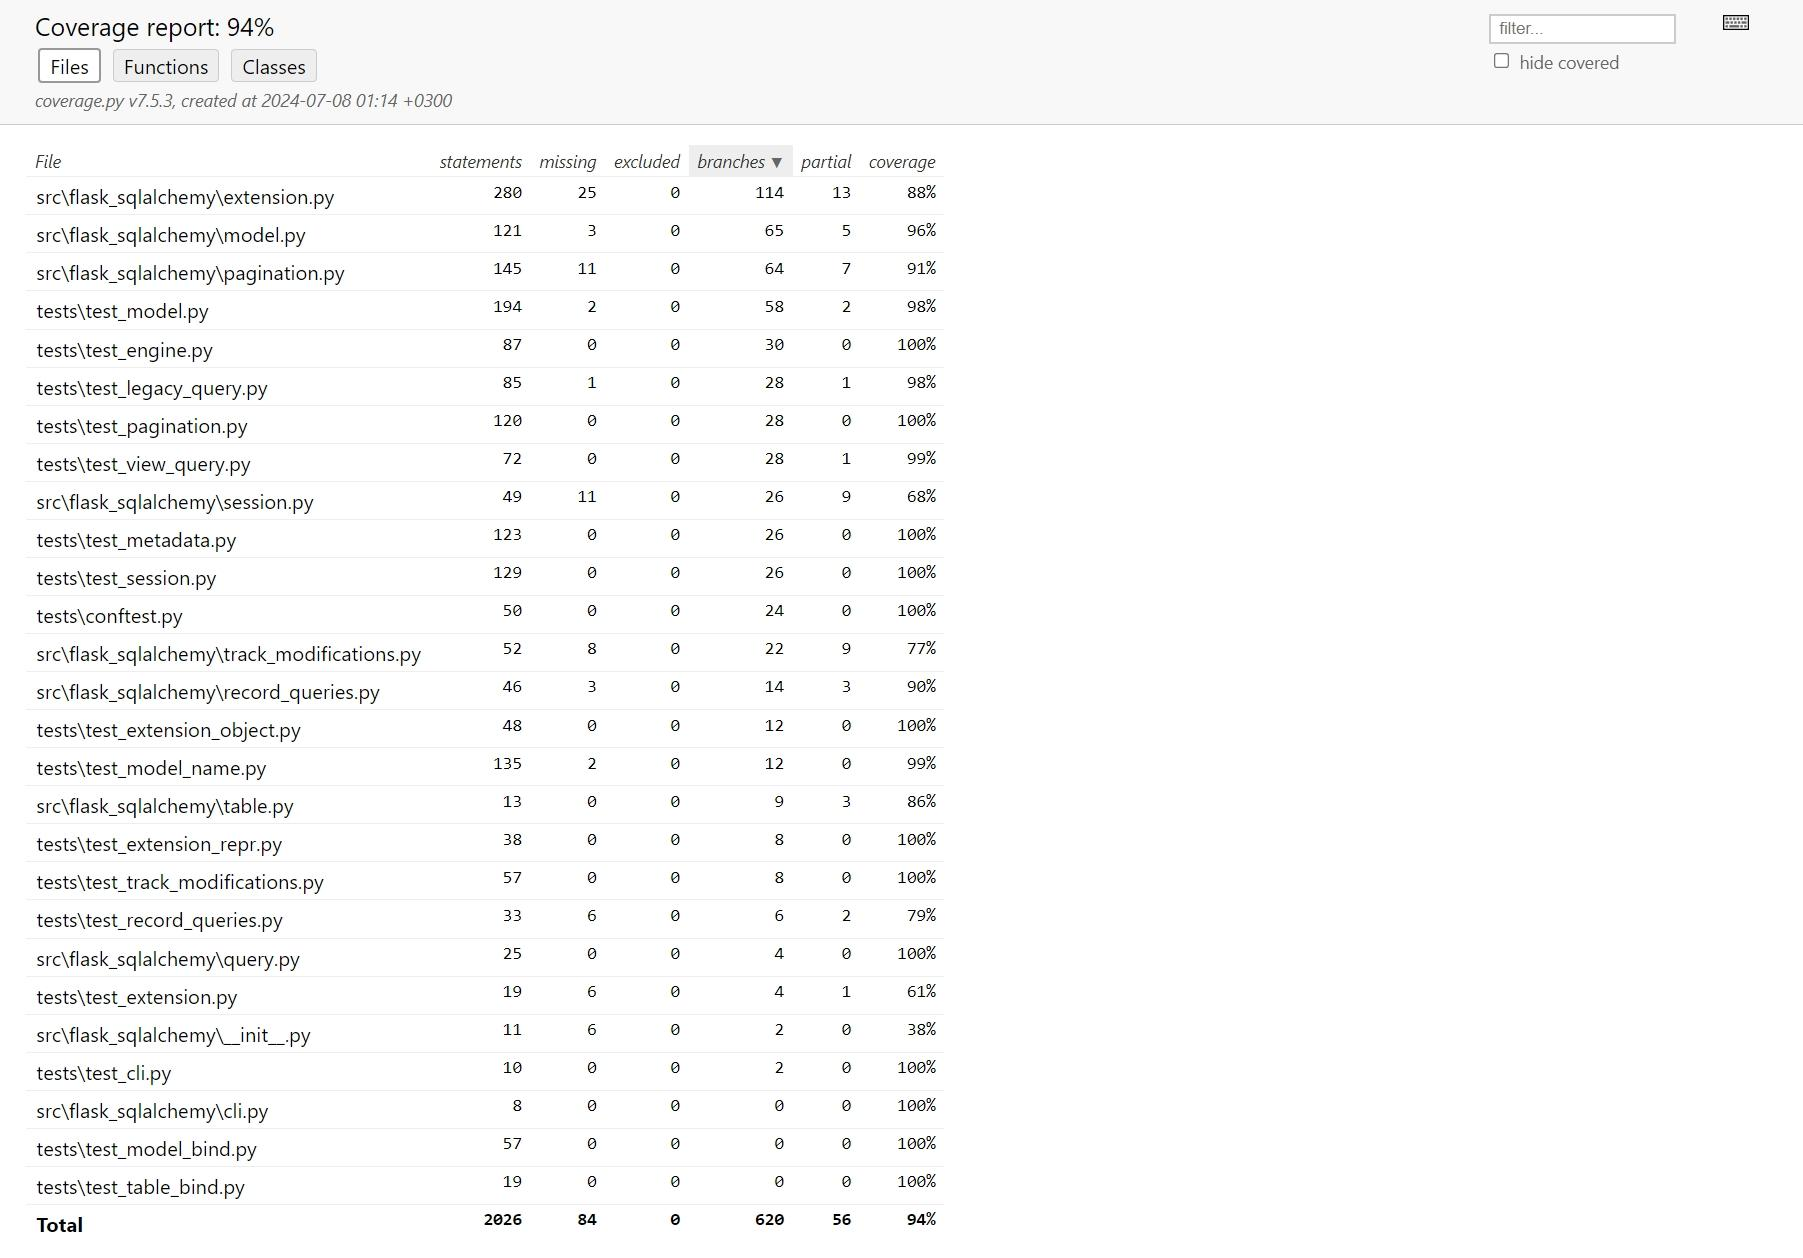 Coverage report: 94%
filter...
Files Functions Classes
hide covered
coverage.py v7.5.3, created at 2024-07-08 01:14 +0300
File statements missing excluded branches ▼ partial coverage
src\flask_sqlalchemy\extension.py 280 25 0 114 13 88%
src\flask_sqlalchemy\model.py 121 3 0 65 5 96%
src\flask_sqlalchemy\pagination.py 145 11 0 64 7 91%
tests\test_model.py 194 2 0 58 2 98%
tests\test_engine.py 87 0 0 30 0 100%
tests\test_legacy_query.py 85 1 0 28 1 98%
tests\test_pagination.py 120 0 0 28 0 100%
tests\test_view_query.py 72 0 0 28 1 99%
src\flask_sqlalchemy\session.py 49 11 0 26 9 68%
tests\test_metadata.py 123 0 0 26 0 100%
tests\test_session.py 129 0 0 26 0 100%
tests\conftest.py 50 0 0 24 0 100%
src\flask_sqlalchemy\track_modifications.py 52 8 0 22 9 77%
src\flask_sqlalchemy\record_queries.py 46 3 0 14 3 90%
tests\test_extension_object.py 48 0 0 12 0 100%
tests\test_model_name.py 135 2 0 12 0 99%
src\flask_sqlalchemy\table.py 13 0 0 9 3 86%
tests\test_extension_repr.py 38 0 0 8 0 100%
tests\test_track_modifications.py 57 0 0 8 0 100%
tests\test_record_queries.py 33 6 0 6 2 79%
src\flask_sqlalchemy\query.py 25 0 0 4 0 100%
tests\test_extension.py 19 6 0 4 1 61%
src\flask_sqlalchemy\__init__.py 11 6 0 2 0 38%
tests\test_cli.py 10 0 0 2 0 100%
src\flask_sqlalchemy\cli.py 8 0 0 0 0 100%
tests\test_model_bind.py 57 0 0 0 0 100%
tests\test_table_bind.py 19 0 0 0 0 100%
Total 2026 84 0 620 56 94%